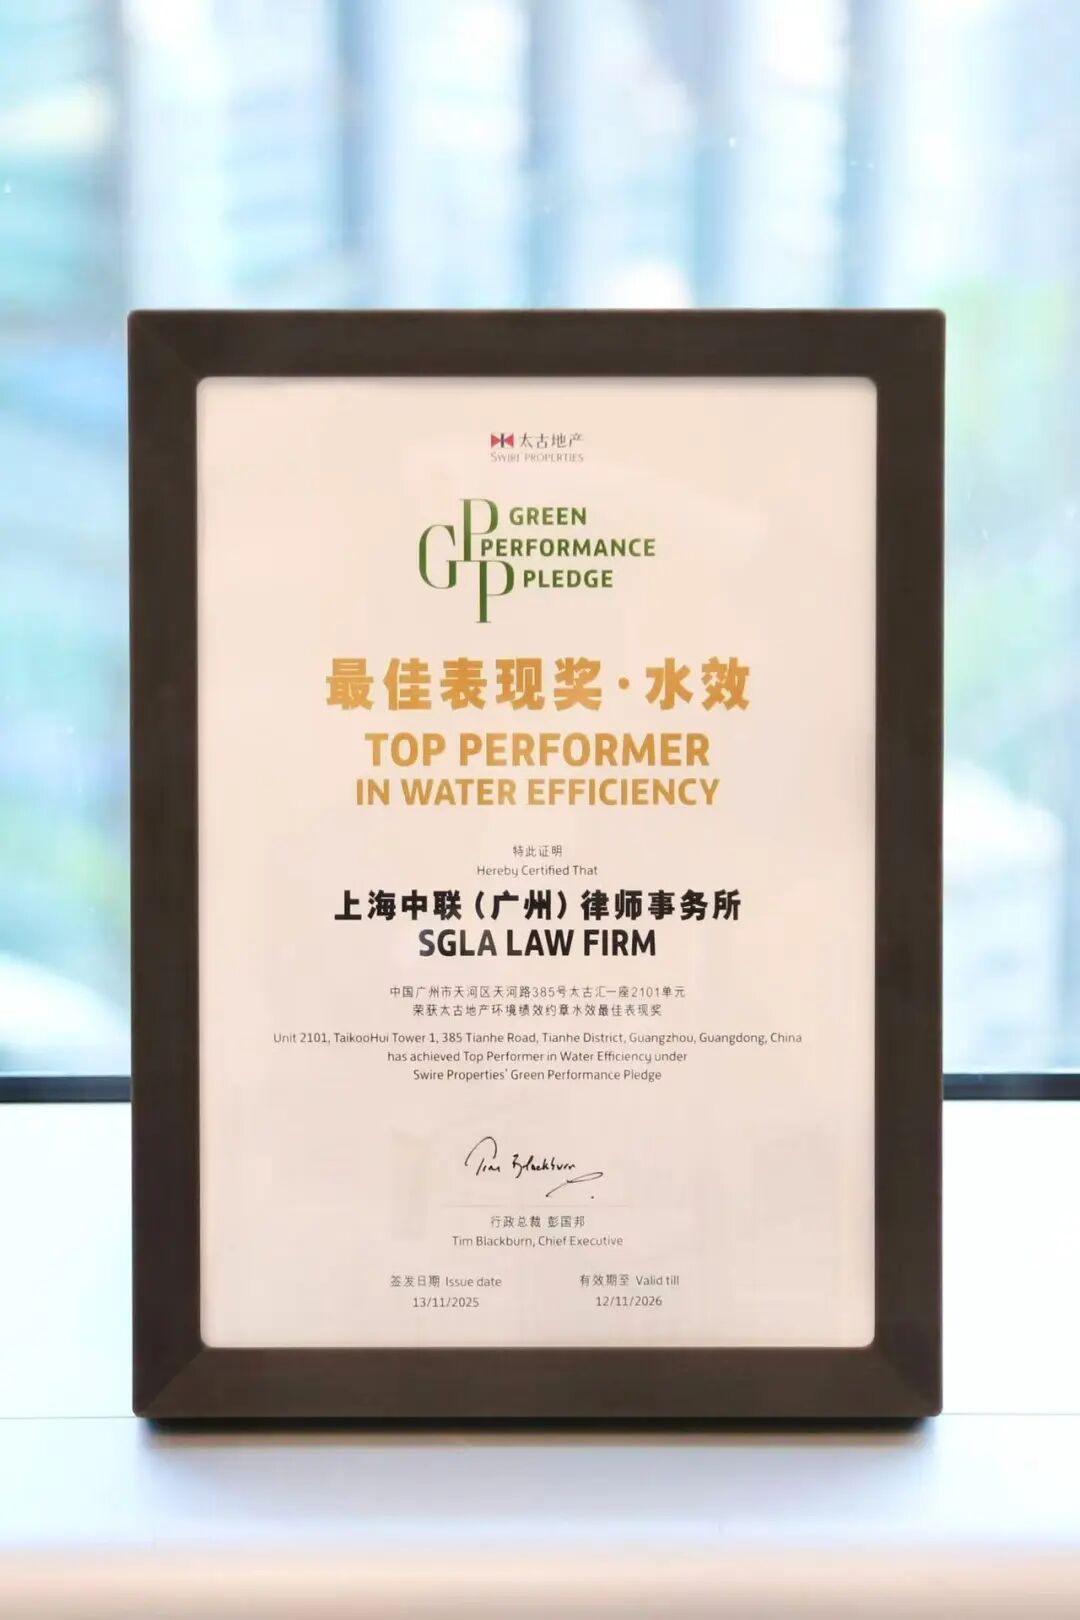 太古地产
SWIRE PROPERTIES
GPP
GREEN
PERFORMANCE
PLEDGE
最佳表现奖·水效
TOP PERFORMER
IN WATER EFFICIENCY
特此证明
Hereby Certified That
上海中联（广州）律师事务所
SGLA LAW FIRM
中国广州市天河区天河路385号太古汇一座2101单元
荣获太古地产环境绩效约章水效最佳表现奖
Unit 2101, TaikooHui Tower 1, 385 Tianhe Road, Tianhe District, Guangzhou, Guangdong, China
has achieved Top Performer in Water Efficiency under
Swire Properties' Green Performance Pledge
Tim Blackburn
行政总裁 彭国邦
Tim Blackburn, Chief Executive
签发日期 Issue date
13/11/2025
有效期至 Valid till
12/11/2026